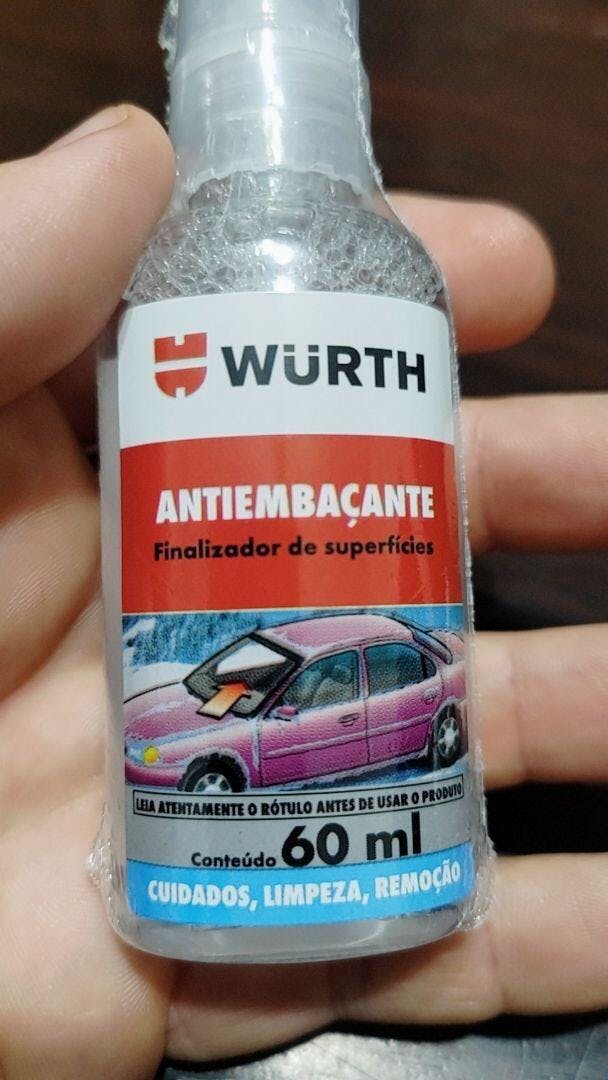 WÜRTH
ANTIEMBAÇANTE
Finalizador de superfícies
LEIA ATENTAMENTE O RÓTULO ANTES DE USAR O PRODUTO
Conteúdo 60 ml
CUIDADOS, LIMPEZA, REMOÇÃO